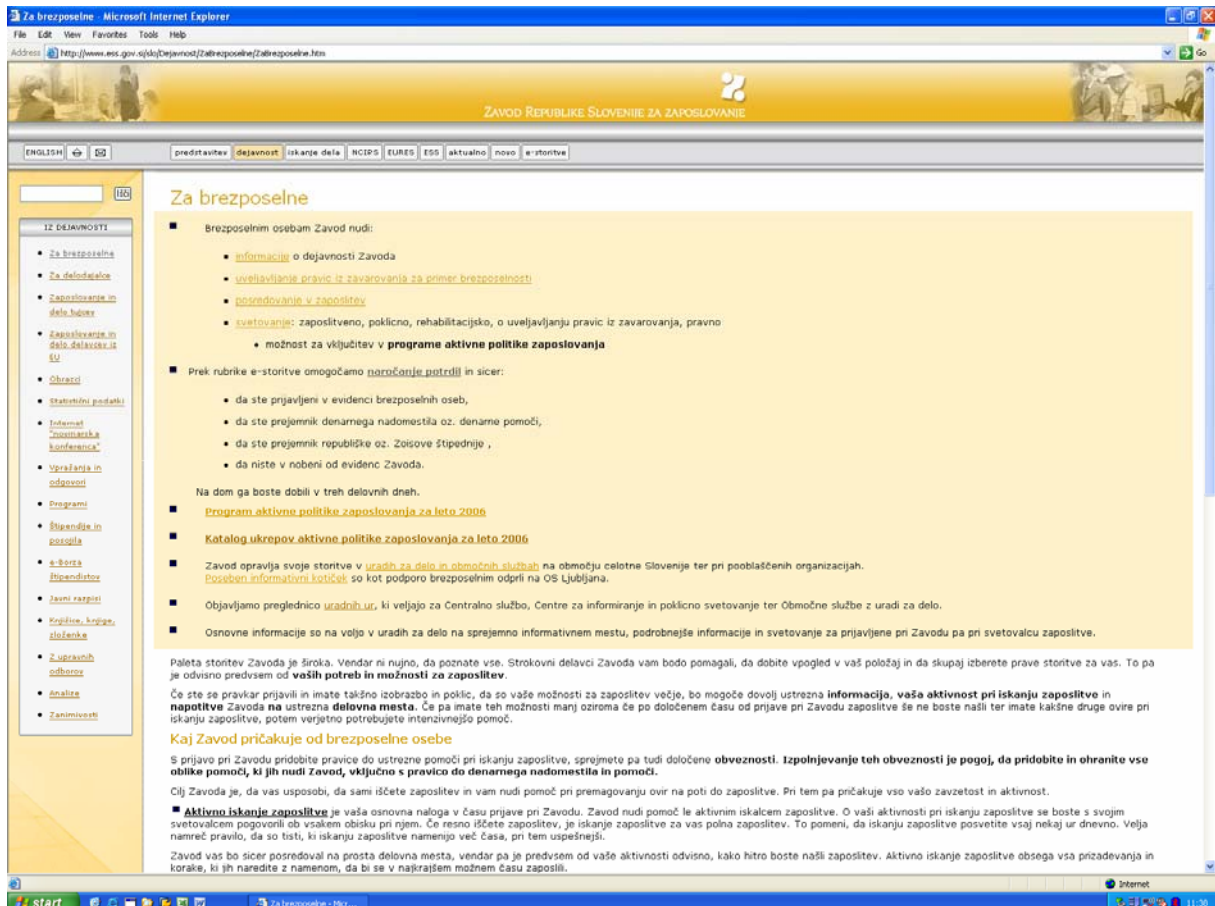 Za brezposelne - Microsoft Internet Explorer
File Edit View Favorites Tools Help
Address http://www.ess.gov.si/slo/Dejavnost/ZaBrezposelne/ZaBrezposelne.htm Go
ZAVOD REPUBLIKE SLOVENIJE ZA ZAPOSLOVANJE
ENGLISH
predstavitev dejavnost iskanje dela NCIPS EURES ESS aktualno novo e-storitve
Išči
IZ DEJAVNOSTI
Za brezposelne
Za delodajalce
Zaposlovanje in
delo tujcev
Zaposlovanje in
delo delavcev iz
EU
Obrazci
Statistični podatki
Internet
"novinarska
konferenca"
Vprašanja in
odgovori
Programi
Štipendije in
posojila
e-Borza
štipendistov
Javni razpisi
Knjižice, knjige,
zloženke
Z upravnih
odborov
Analize
Zanimivosti
Za brezposelne
Brezposelnim osebam Zavod nudi:
informacije o dejavnosti Zavoda
uveljavljanje pravic iz zavarovanja za primer brezposelnosti
posredovanje v zaposlitev
svetovanje: zaposlitveno, poklicno, rehabilitacijsko, o uveljavljanju pravic iz zavarovanja, pravno
možnost za vključitev v programe aktivne politike zaposlovanja
Prek rubrike e-storitve omogočamo naročanje potrdil in sicer:
da ste prijavljeni v evidenci brezposelnih oseb,
da ste prejemnik denarnega nadomestila oz. denarne pomoči,
da ste prejemnik republiške oz. Zoisove štipendije ,
da niste v nobeni od evidenc Zavoda.
Na dom ga boste dobili v treh delovnih dneh.
Program aktivne politike zaposlovanja za leto 2006
Katalog ukrepov aktivne politike zaposlovanja za leto 2006
Zavod opravlja svoje storitve v uradih za delo in območnih službah na območju celotne Slovenije ter pri pooblaščenih organizacijah.
Poseben informativni kotiček so kot podporo brezposelnim odprli na OS Ljubljana.
Objavljamo preglednico uradnih ur, ki veljajo za Centralno službo, Centre za informiranje in poklicno svetovanje ter Območne službe z uradi za delo.
Osnovne informacije so na voljo v uradih za delo na sprejemno informativnem mestu, podrobnejše informacije in svetovanje za prijavljene pri Zavodu pa pri svetovalcu zaposlitve.
Paleta storitev Zavoda je široka. Vendar ni nujno, da poznate vse. Strokovni delavci Zavoda vam bodo pomagali, da dobite vpogled v vaš položaj in da skupaj izberete prave storitve za vas. To pa
je odvisno predvsem od vaših potreb in možnosti za zaposlitev.
Če ste se pravkar prijavili in imate takšno izobrazbo in poklic, da so vaše možnosti za zaposlitev večje, bo mogoče dovolj ustrezna informacija, vaša aktivnost pri iskanju zaposlitve in
napotitve Zavoda na ustrezna delovna mesta. Če pa imate teh možnosti manj oziroma če po določenem času od prijave pri Zavodu zaposlitve še ne boste našli ter imate kakšne druge ovire pri
iskanju zaposlitve, potem verjetno potrebujete intenzivnejšo pomoč.
Kaj Zavod pričakuje od brezposelne osebe
S prijavo pri Zavodu pridobite pravice do ustrezne pomoči pri iskanju zaposlitve, sprejmete pa tudi določene obveznosti. Izpolnjevanje teh obveznosti je pogoj, da pridobite in ohranite vse
oblike pomoči, ki jih nudi Zavod, vključno s pravico do denarnega nadomestila in pomoči.
Cilj Zavoda je, da vas usposobi, da sami iščete zaposlitev in vam nudi pomoč pri premagovanju ovir na poti do zaposlitve. Pri tem pa pričakuje vso vašo zavzetost in aktivnost.
Aktivno iskanje zaposlitve je vaša osnovna naloga v času prijave pri Zavodu. Zavod nudi pomoč le aktivnim iskalcem zaposlitve. O vaši aktivnosti pri iskanju zaposlitve se boste s svojim
svetovalcem pogovorili ob vsakem obisku pri njem. Če resno iščete zaposlitev, je iskanje zaposlitve za vas polna zaposlitev. To pomeni, da iskanju zaposlitve posvetite vsaj nekaj ur dnevno. Velja
namreč pravilo, da so tisti, ki iskanju zaposlitve namenijo več časa, pri tem uspešnejši.
Zavod vas bo sicer posredoval na prosta delovna mesta, vendar pa je predvsem od vaše aktivnosti odvisno, kako hitro boste našli zaposlitev. Aktivno iskanje zaposlitve obsega vsa prizadevanja in
korake, ki jih naredite z namenom, da bi se v najkrajšem možnem času zaposlili.
Internet
start Za brezposelne - Micr... 11:30